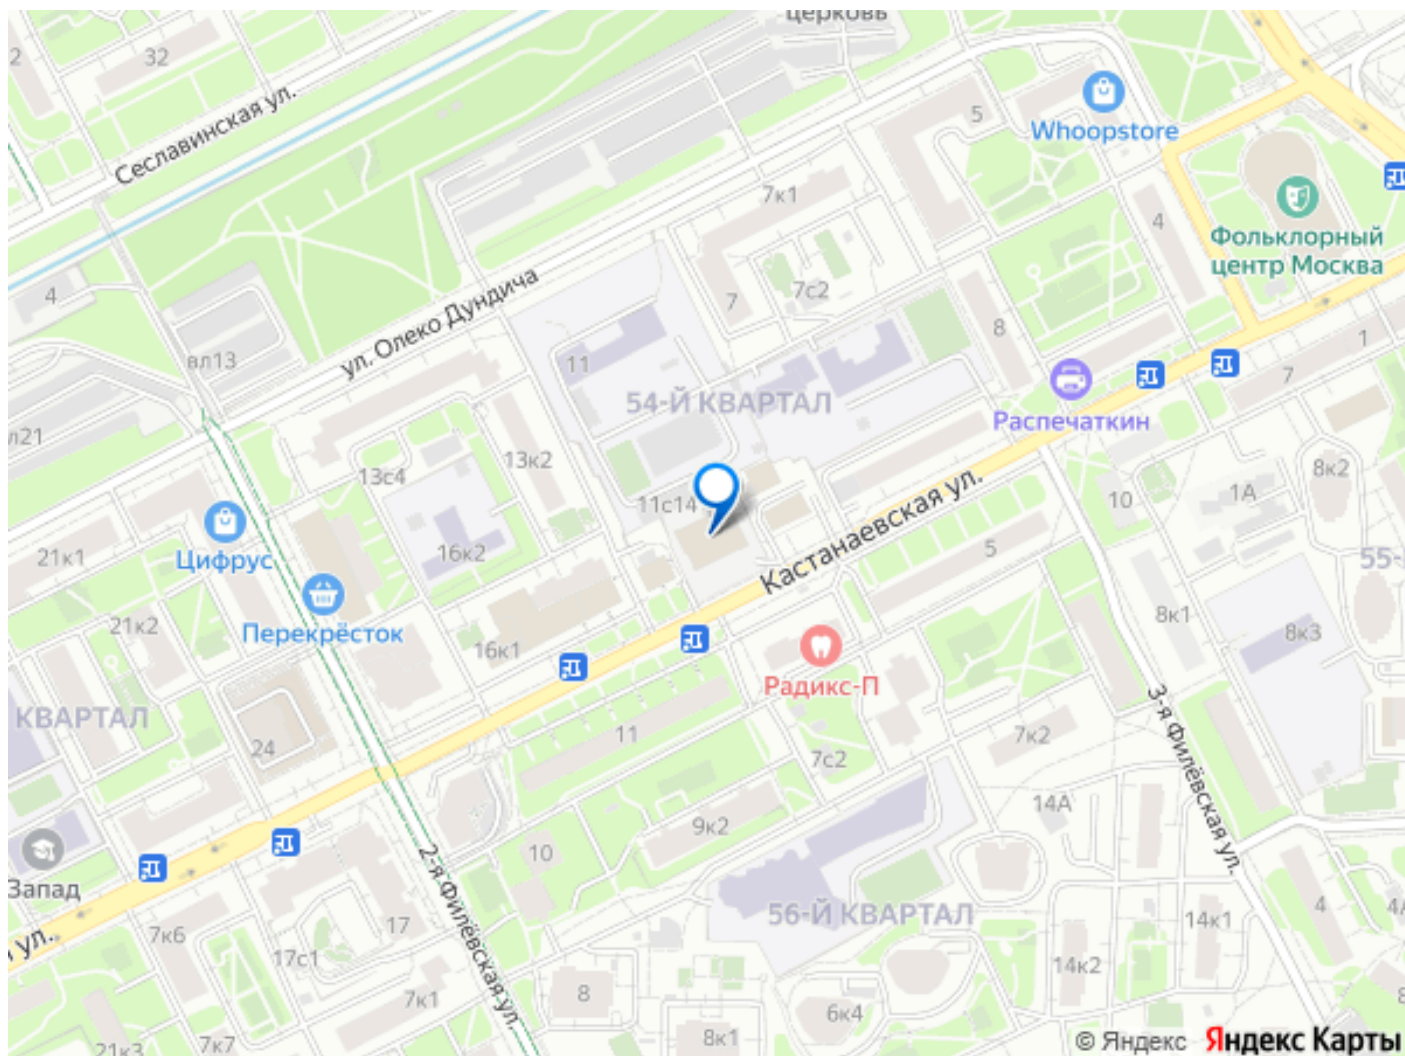 церковь
32
2
Сеславинская ул.
5
Whoopstore
7к1
4
Фольклорный
центр Москва
4
7с2
7
8
1
ул. Олеко Дундича
вл13
11
7
54-Й КВАРТАЛ
Распечаткин
л21
13к2
13с4
8к2
1А
10
11с14
Кастанаевская ул.
Цифрус
21к1
16к2
5
55-
Перекрёсток
21к2
16к1
8к1
8к3
Радикс-П
КВАРТАЛ
24
11
7с2
7к2
3-я Филёвская ул.
14А
9к2
10
2-я Филёвская ул.
Запад
56-Й КВАРТАЛ
17
7к6
17с1
ул.
14к1
4
14к2
8
7к1
6к4
8к1
7к7
21к3
© Яндекс Яндекс Карты